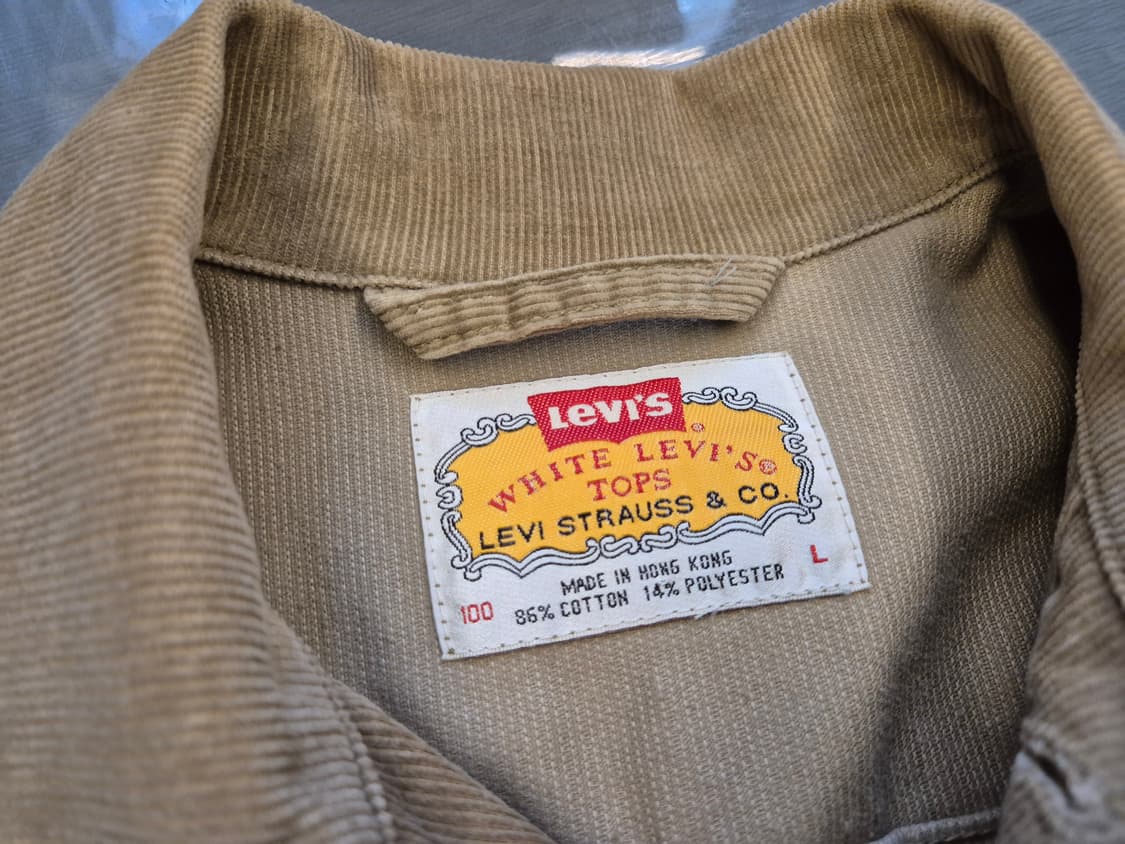 LEVI'S ®
WHITE LEVI'S®
TOPS
LEVI STRAUSS & CO.
MADE IN HONG KONG
L
100 86% COTTON 14% POLYESTER